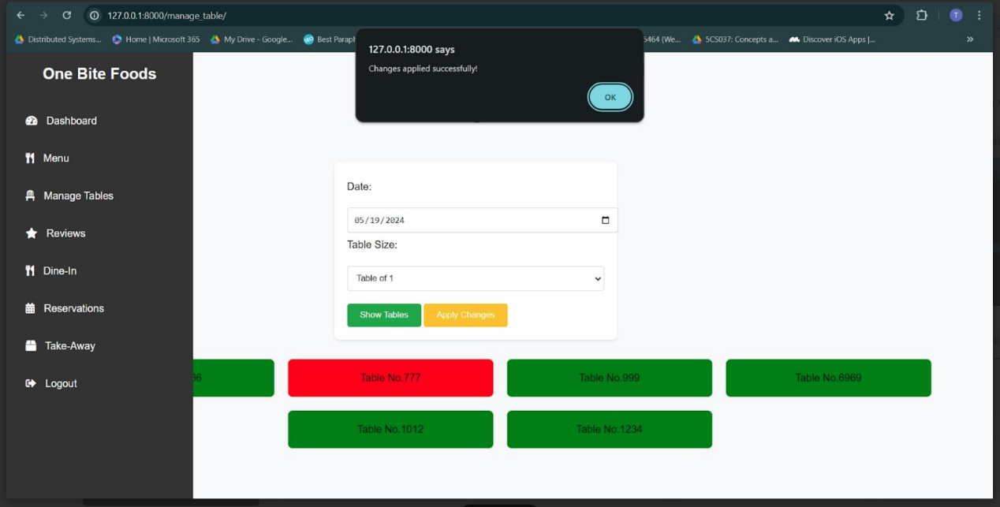 127.0.0.1:8000/manage_table/
Distributed Systems... Home | Microsoft 365 My Drive - Google... Best Paraph 5464 (We... 5CS037: Concepts a... Discover iOS Apps |... »
127.0.0.1:8000 says
Changes applied successfully!
OK
T
One Bite Foods
Dashboard
Menu
Manage Tables
Reviews
Dine-In
Reservations
Take-Away
Logout
Date:
05/19/2024
Table Size:
Table of 1
Show Tables Apply Changes
66 Table No.777 Table No.999 Table No.6969
Table No.1012 Table No.1234